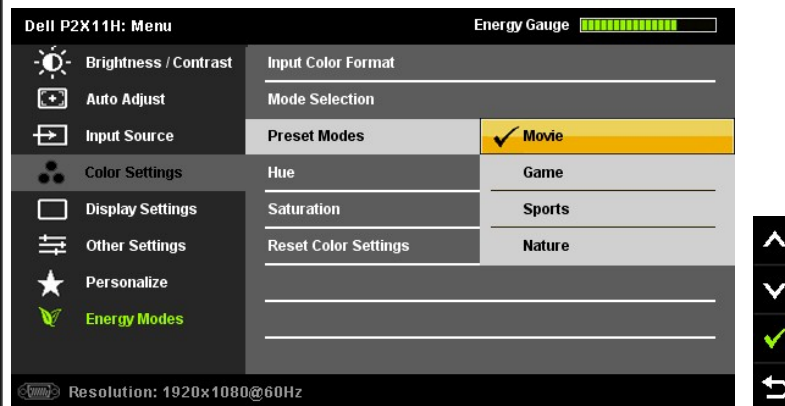 Dell P2X11H: Menu Energy Gauge
Brightness / Contrast Input Color Format
Auto Adjust Mode Selection
Input Source Preset Modes Movie
Color Settings Hue Game
Display Settings Saturation Sports
Other Settings Reset Color Settings Nature
Personalize
Energy Modes
Resolution: 1920x1080@60Hz